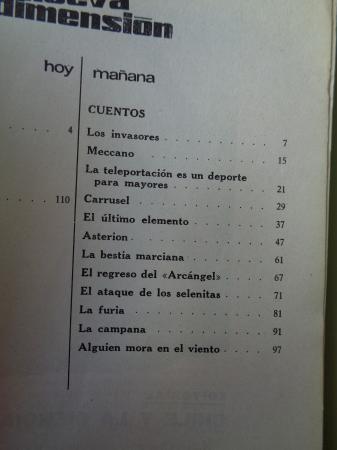 nueva
dimensión
hoy mañana
CUENTOS
4
Los invasores . . . . . . . . . 7
Meccano . . . . . . . . . . 15
La teleportación es un deporte
para mayores . . . . . . . . 21
110
Carrusel . . . . . . . . . . 29
El último elemento . . . . . . . 37
Asterion . . . . . . . . . . 47
La bestia marciana . . . . . . . 61
El regreso del «Arcángel» . . . . . 67
El ataque de los selenitas . . . . 71
La furia . . . . . . . . . . 81
La campana . . . . . . . . . 91
Alguien mora en el viento . . . . 97